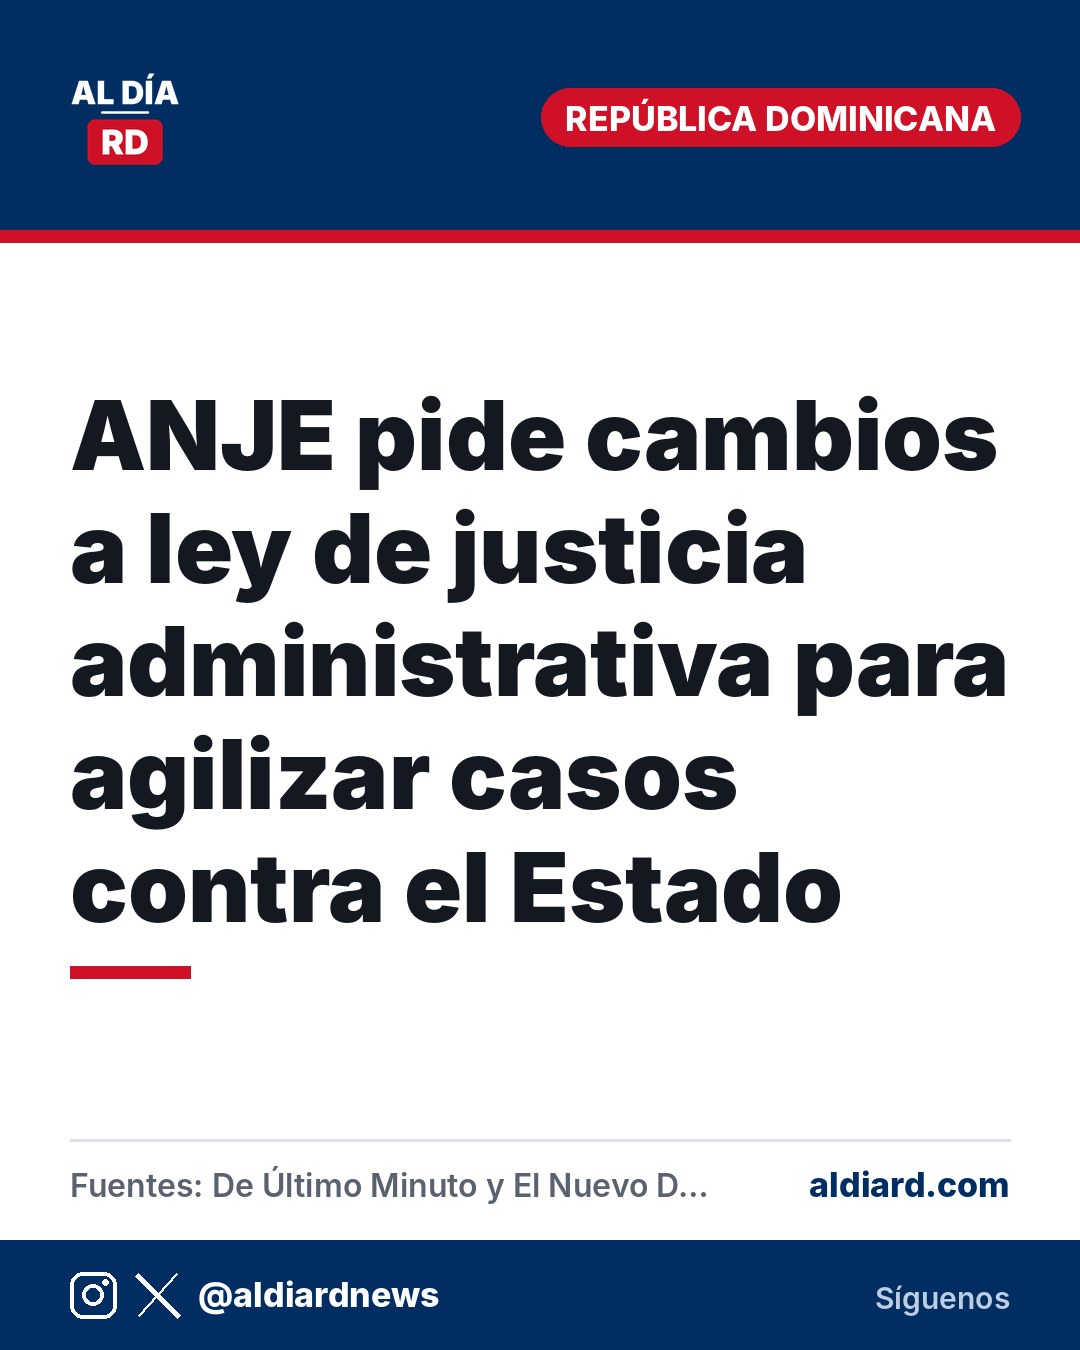 AL DÍA
RD
REPÚBLICA DOMINICANA
ANJE pide cambios
a ley de justicia
administrativa para
agilizar casos
contra el Estado
Fuentes: De Último Minuto y El Nuevo D...
aldiard.com
@aldiardnews
Síguenos